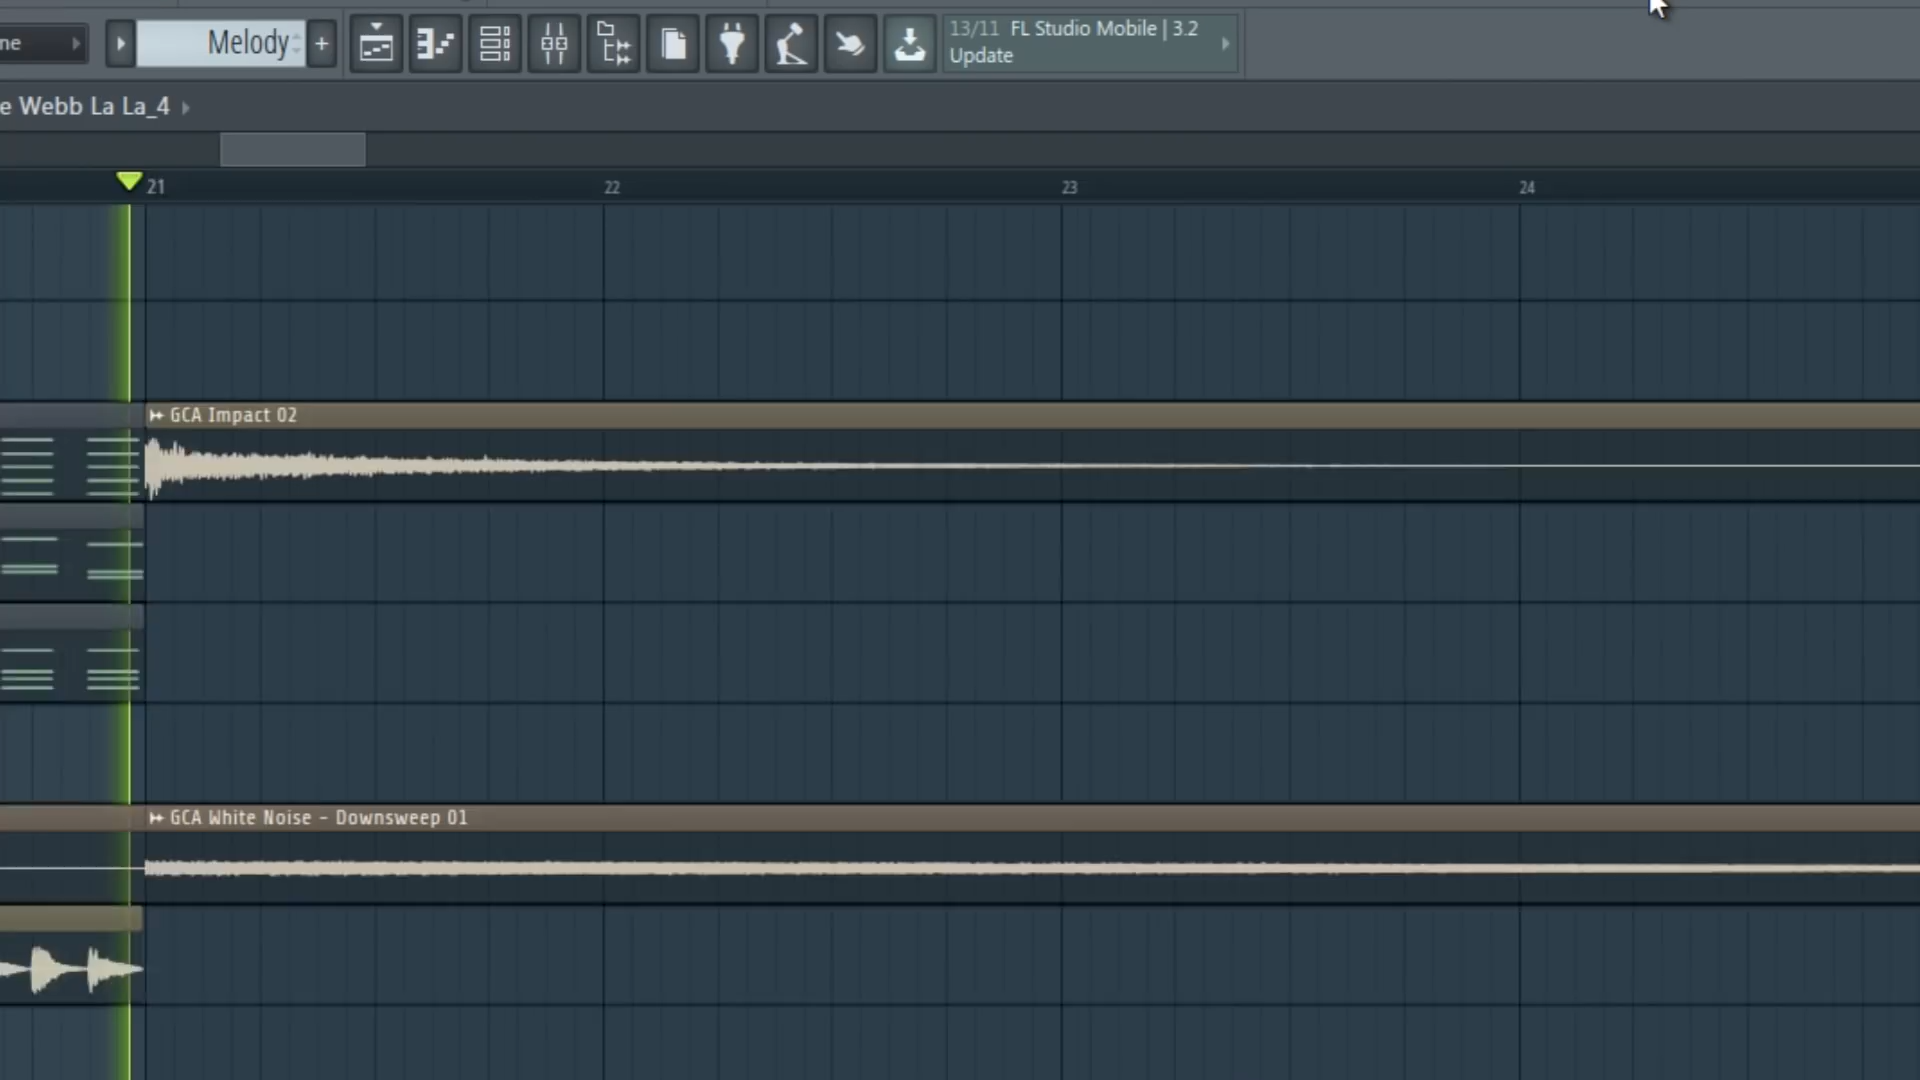 ne
Melody
+
13/11 FL Studio Mobile | 3.2
Update
e Webb La La_4
21
22
23
24
GCA Impact 02
GCA White Noise - Downsweep 01